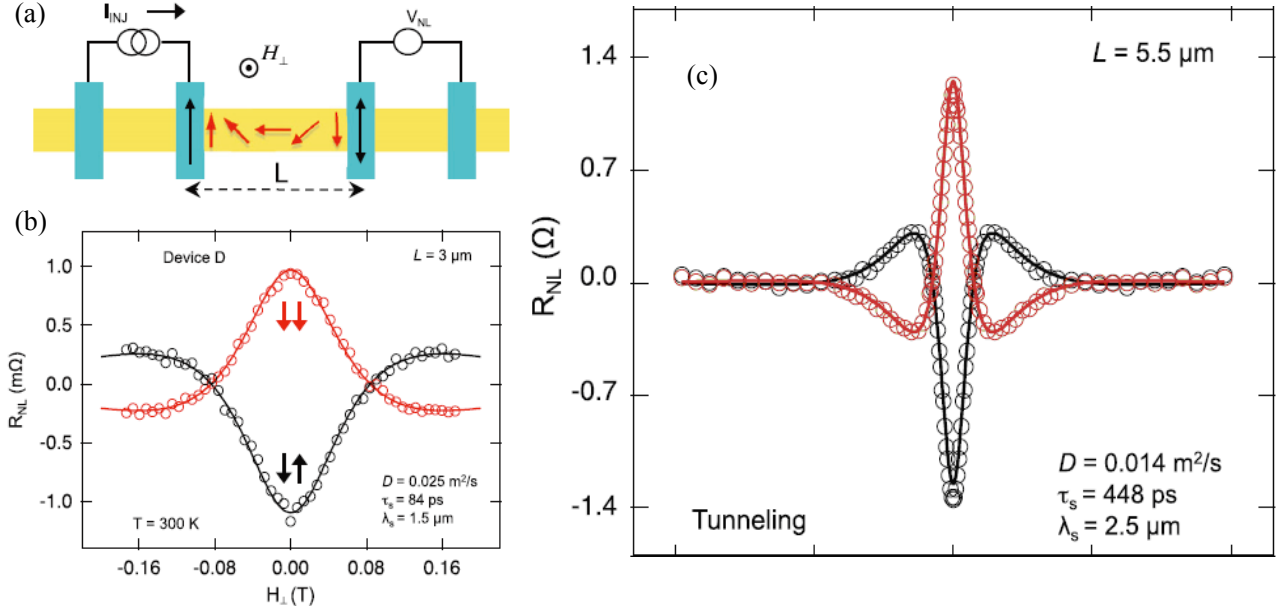 (a)
I_INJ
V_NL
H_⊥
L
(b)
Device D
L = 3 µm
1.0
0.5
0.0
-0.5
-1.0
R_NL (mΩ)
D = 0.025 m²/s
τ_s = 84 ps
λ_s = 1.5 µm
T = 300 K
-0.16
-0.08
0.00
0.08
0.16
H_⊥(T)
(c)
L = 5.5 µm
1.4
0.7
0.0
-0.7
-1.4
R_NL (Ω)
D = 0.014 m²/s
τ_s = 448 ps
λ_s = 2.5 µm
Tunneling